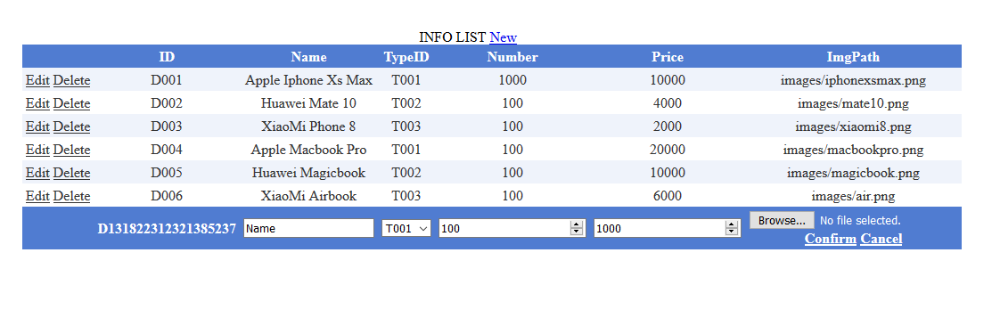 INFO LIST New
ID Name TypeID Number Price ImgPath
Edit Delete D001 Apple Iphone Xs Max T001 1000 10000 images/iphonexsmax.png
Edit Delete D002 Huawei Mate 10 T002 100 4000 images/mate10.png
Edit Delete D003 XiaoMi Phone 8 T003 100 2000 images/xiaomi8.png
Edit Delete D004 Apple Macbook Pro T001 100 20000 images/macbookpro.png
Edit Delete D005 Huawei Magicbook T002 100 10000 images/magicbook.png
Edit Delete D006 XiaoMi Airbook T003 100 6000 images/air.png
D131822312321385237 Name T001 100 1000 Browse... No file selected.
Confirm Cancel